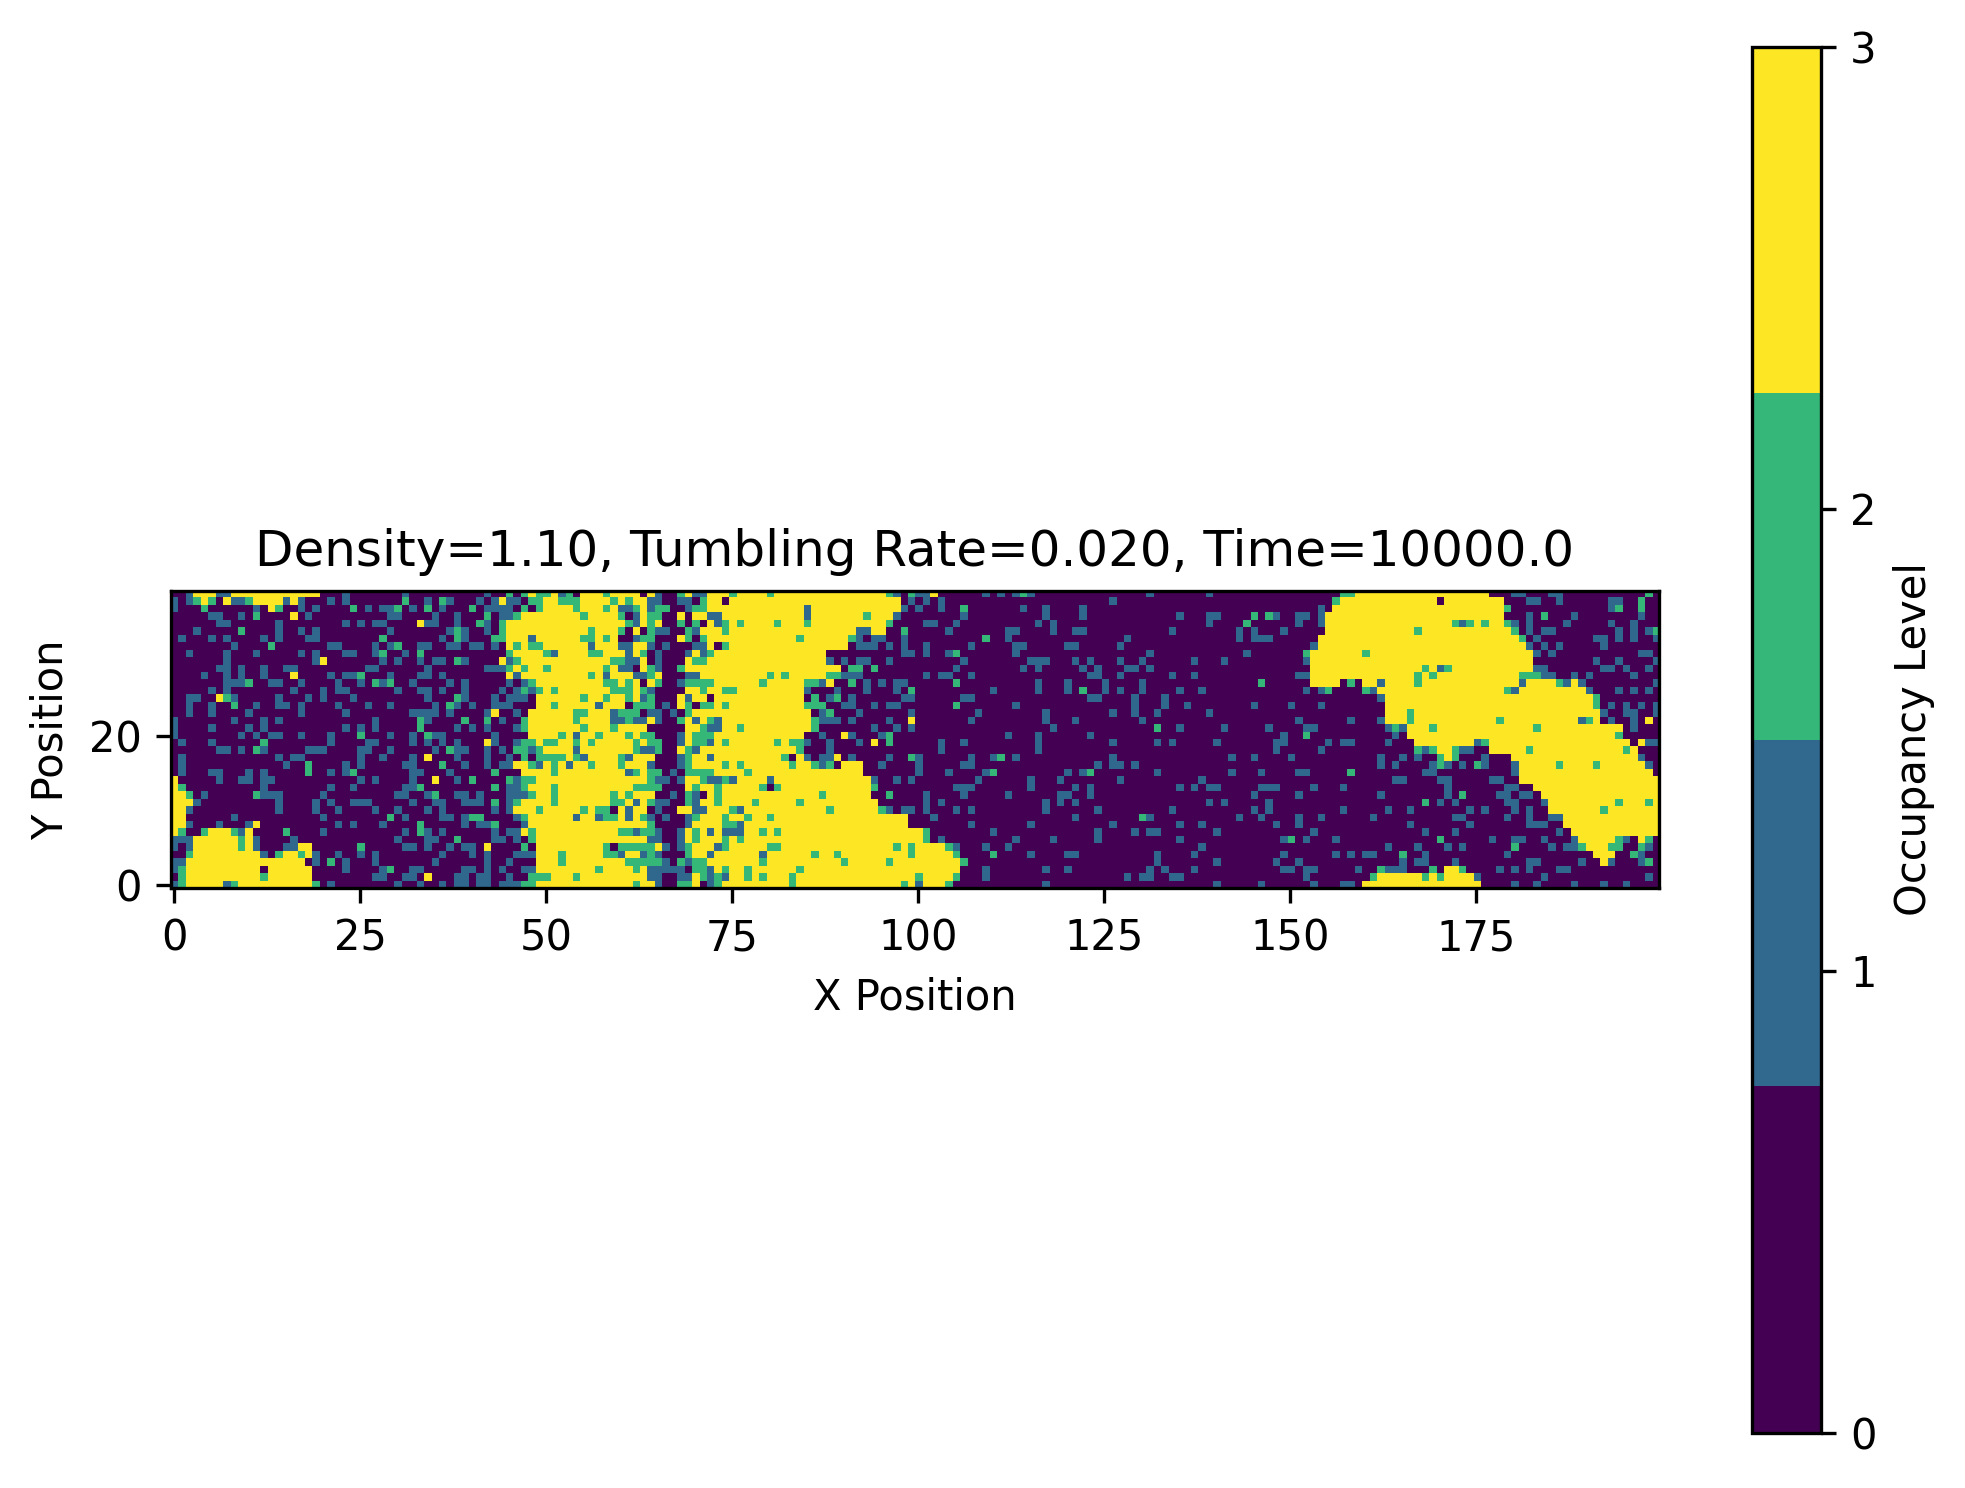 Density=1.10, Tumbling Rate=0.020, Time=10000.0
Y Position
20
0
0 25 50 75 100 125 150 175
X Position
3
2
1
0
Occupancy Level